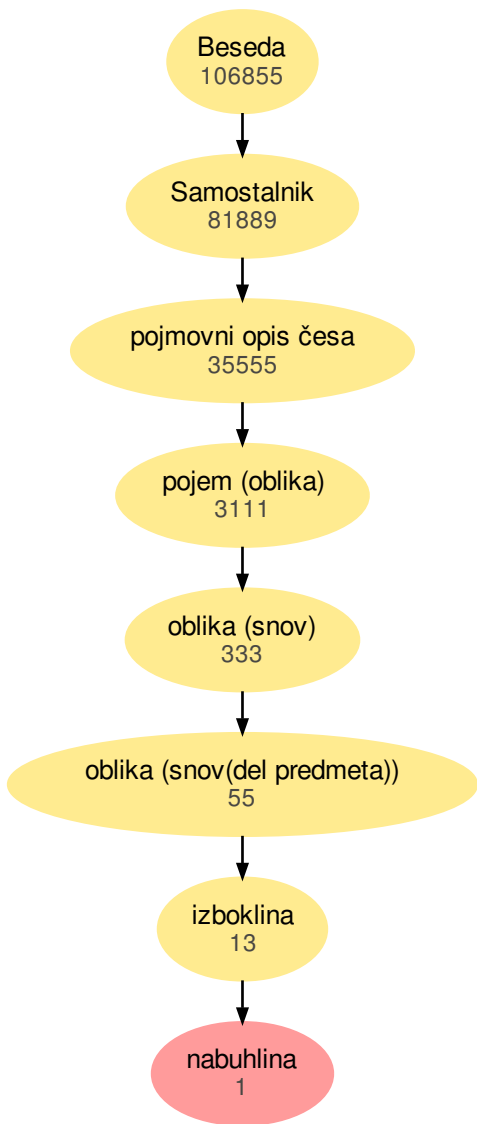 Beseda
106855
Samostalnik
81889
pojmovni opis česa
35555
pojem (oblika)
3111
oblika (snov)
333
oblika (snov(del predmeta))
55
izboklina
13
nabuhlina
1